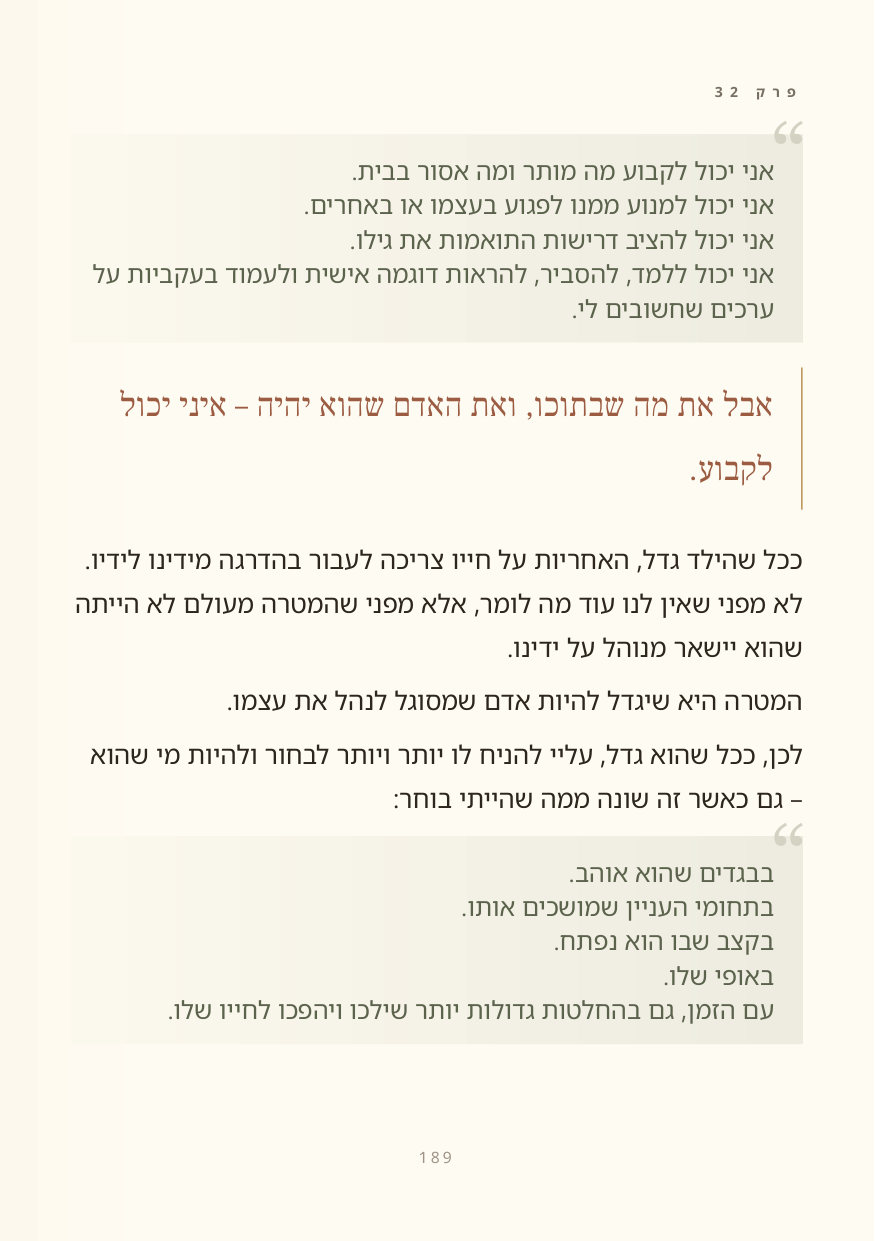 פרק 32
“
אני יכול לקבוע מה מותר ומה אסור בבית.
אני יכול למנוע ממנו לפגוע בעצמו או באחרים.
אני יכול להציב דרישות התואמות את גילו.
אני יכול ללמד, להסביר, להראות דוגמה אישית ולעמוד בעקביות על
ערכים שחשובים לי.
אבל את מה שבתוכו, ואת האדם שהוא יהיה – איני יכול
לקבוע.
ככל שהילד גדל, האחריות על חייו צריכה לעבור בהדרגה מידינו לידיו.
לא מפני שאין לנו עוד מה לומר, אלא מפני שהמטרה מעולם לא הייתה
שהוא יישאר מנוהל על ידינו.
המטרה היא שיגדל להיות אדם שמסוגל לנהל את עצמו.
לכן, ככל שהוא גדל, עליי להניח לו יותר ויותר לבחור ולהיות מי שהוא
– גם כאשר זה שונה ממה שהייתי בוחר:
“
בבגדים שהוא אוהב.
בתחומי העניין שמושכים אותו.
בקצב שבו הוא נפתח.
באופי שלו.
עם הזמן, גם בהחלטות גדולות יותר שילכו ויהפכו לחייו שלו.
189